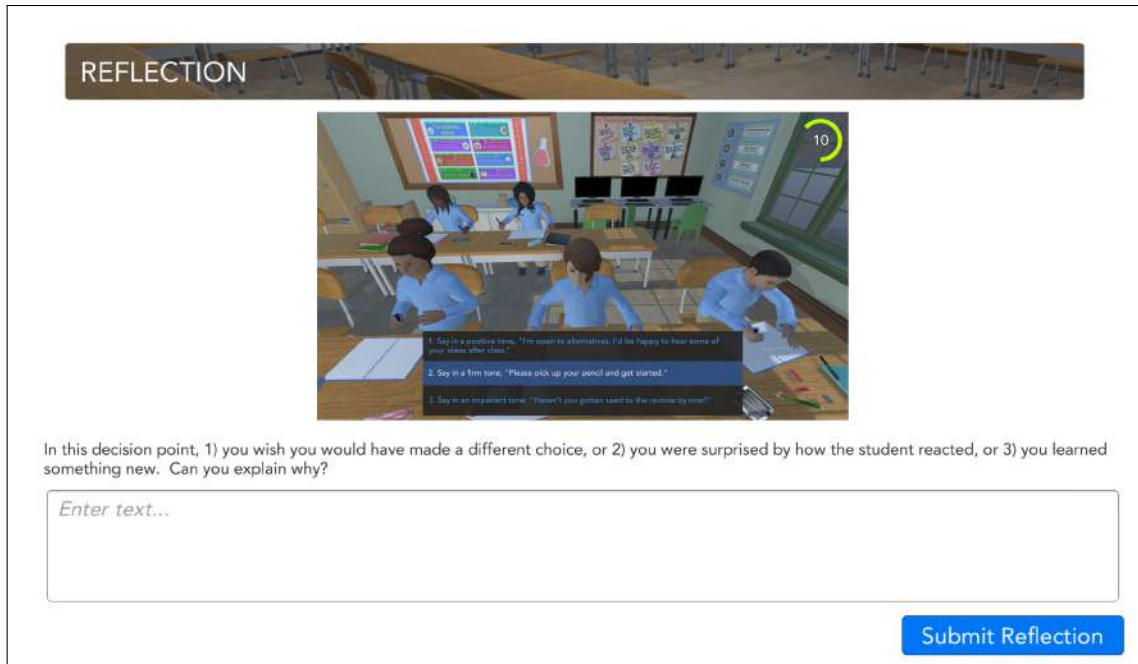 REFLECTION
10
1. Say in a positive tone, "I'm open to alternatives. I'd be happy to hear some of
your ideas after class."
2. Say in a firm tone, "Please pick up your pencil and get started."
3. Say in an impatient tone, "Haven't you gotten used to the routine by now?"
In this decision point, 1) you wish you would have made a different choice, or 2) you were surprised by how the student reacted, or 3) you learned
something new.  Can you explain why?
Enter text...
Submit Reflection